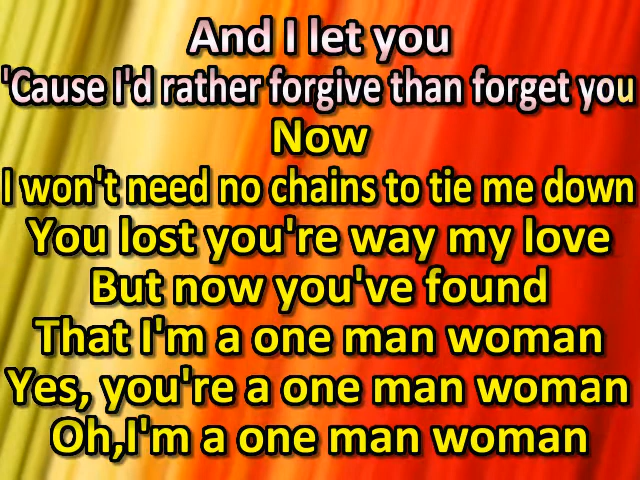 And I let you
'Cause I'd rather forgive than forget you
Now
I won't need no chains to tie me down
You lost you're way my love
But now you've found
That I'm a one man woman
Yes, you're a one man woman
Oh,I'm a one man woman